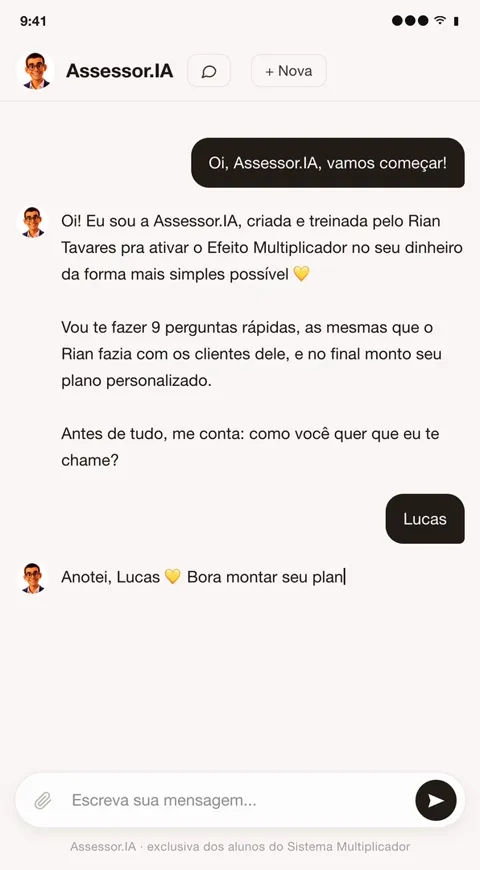 9:41
Assessor.IA
+ Nova
Oi, Assessor.IA, vamos começar!
Oi! Eu sou a Assessor.IA, criada e treinada pelo Rian
Tavares pra ativar o Efeito Multiplicador no seu dinheiro
da forma mais simples possível 💛
Vou te fazer 9 perguntas rápidas, as mesmas que o
Rian fazia com os clientes dele, e no final monto seu
plano personalizado.
Antes de tudo, me conta: como você quer que eu te
chame?
Lucas
Anotei, Lucas 💛 Bora montar seu plan
Escreva sua mensagem...
Assessor.IA · exclusiva dos alunos do Sistema Multiplicador